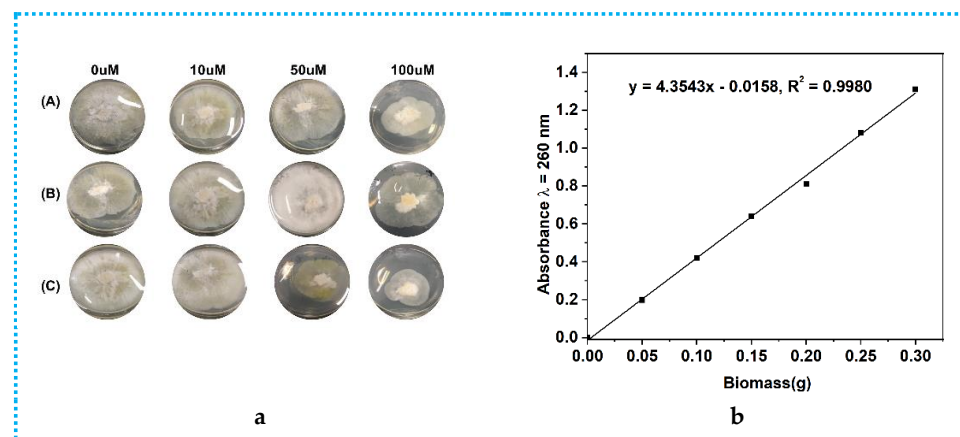 0uM 10uM 50uM 100uM
(A)
(B)
(C)
a
y = 4.3543x - 0.0158, R² = 0.9980
Absorbance λ = 260 nm
1.4
1.2
1.0
0.8
0.6
0.4
0.2
0.0
0.00 0.05 0.10 0.15 0.20 0.25 0.30
Biomass(g)
b